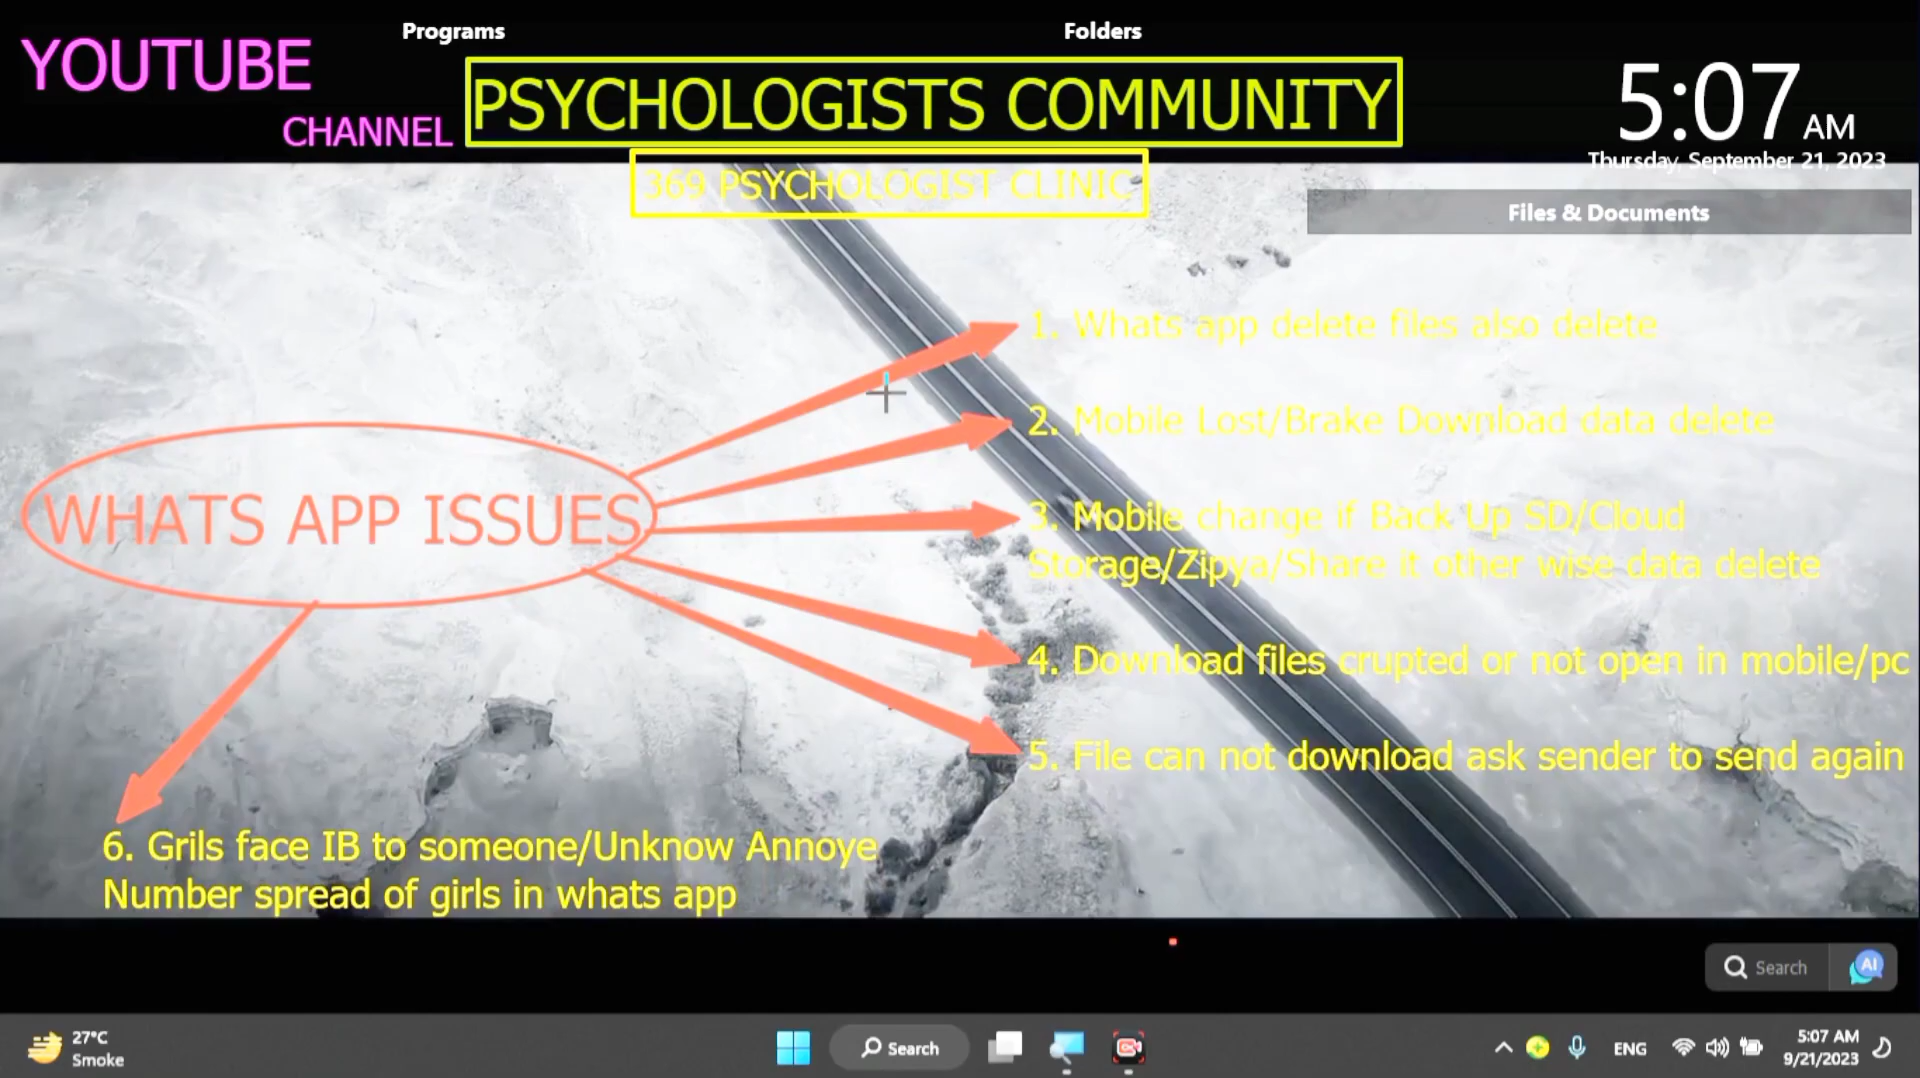 Programs
Folders
YOUTUBE
CHANNEL
PSYCHOLOGISTS COMMUNITY
5:07 AM
Thursday, September 21, 2023
369 PSYCHOLOGIST CLINIC
Files & Documents
1. Whats app delete files also delete
2. Mobile Lost/Brake Download data delete
WHATS APP ISSUES
3. Mobile change if Back Up SD/Cloud
Storage/Zipya/Share it other wise data delete
4. Download files crupted or not open in mobile/pc
5. File can not download ask sender to send again
6. Grils face IB to someone/Unknow Annoye
Number spread of girls in whats app
Search
AI
27°C
Smoke
Search
ENG
5:07 AM
9/21/2023